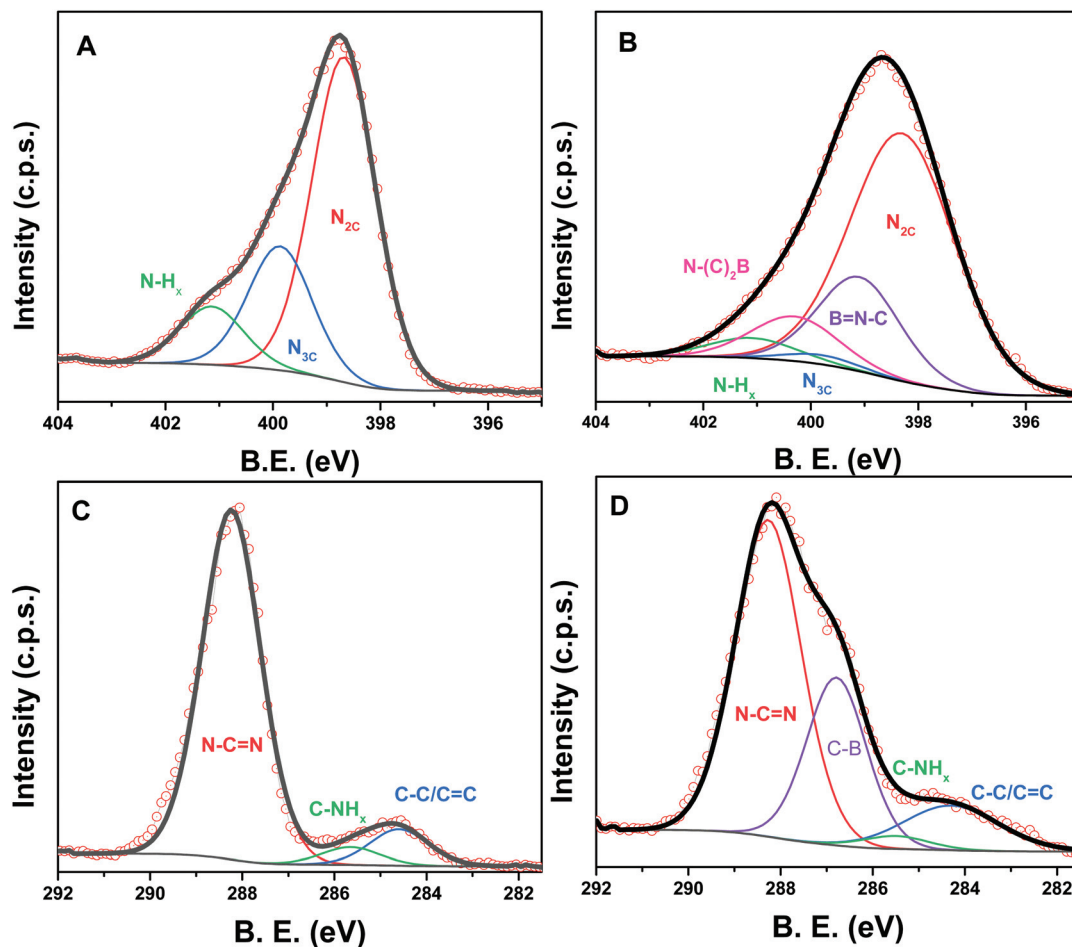 A
Intensity (c.p.s.)
N-Hₓ
N₃C
N₂C
404 402 400 398 396
B.E. (eV)
B
Intensity (c.p.s.)
N-(C)₂B
N₂C
B=N-C
N-Hₓ
N₃C
404 402 400 398 396
B. E. (eV)
C
Intensity (c.p.s.)
N-C=N
C-NHₓ
C-C/C=C
292 290 288 286 284 282
B. E. (eV)
D
Intensity (c.p.s.)
N-C=N
C-B
C-NHₓ
C-C/C=C
292 290 288 286 284 282
B. E. (eV)